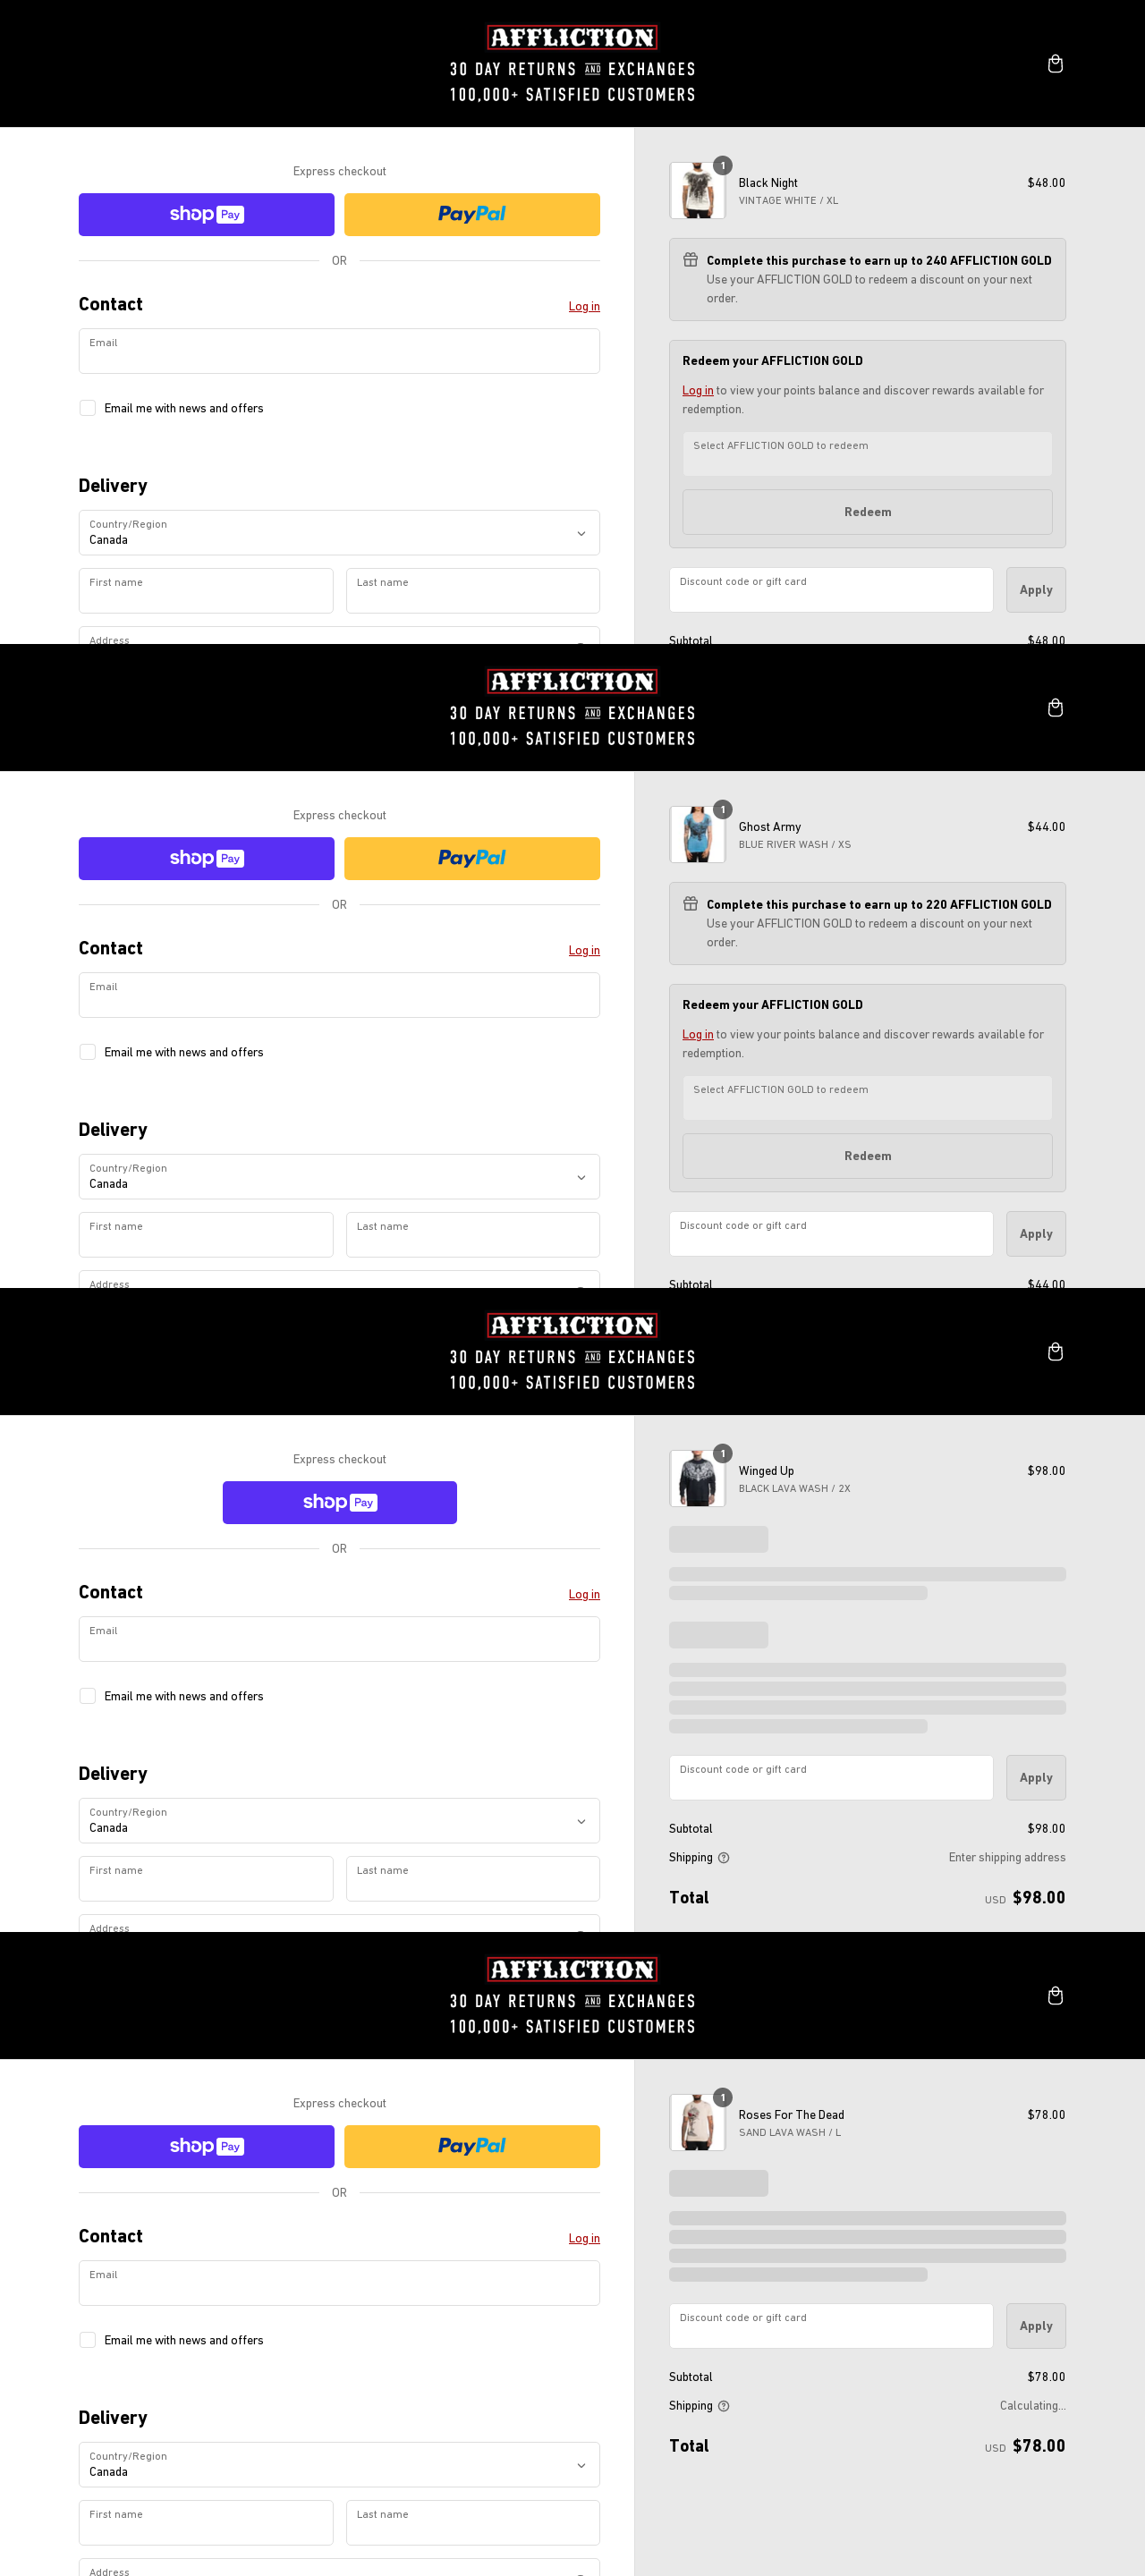 AFFLICTION
30 DAY RETURNS AND EXCHANGES
100,000+ SATISFIED CUSTOMERS
Express checkout
shop Pay
PayPal
OR
Contact
Log in
Email
Email me with news and offers
Delivery
Country/Region
Canada
First name
Last name
Address
1
Black Night
$48.00
VINTAGE WHITE / XL
Complete this purchase to earn up to 240 AFFLICTION GOLD
Use your AFFLICTION GOLD to redeem a discount on your next
order.
Redeem your AFFLICTION GOLD
Log in to view your points balance and discover rewards available for
redemption.
Select AFFLICTION GOLD to redeem
Redeem
Discount code or gift card
Apply
Subtotal
$48.00
AFFLICTION
30 DAY RETURNS AND EXCHANGES
100,000+ SATISFIED CUSTOMERS
Express checkout
shop Pay
PayPal
OR
Contact
Log in
Email
Email me with news and offers
Delivery
Country/Region
Canada
First name
Last name
Address
1
Ghost Army
$44.00
BLUE RIVER WASH / XS
Complete this purchase to earn up to 220 AFFLICTION GOLD
Use your AFFLICTION GOLD to redeem a discount on your next
order.
Redeem your AFFLICTION GOLD
Log in to view your points balance and discover rewards available for
redemption.
Select AFFLICTION GOLD to redeem
Redeem
Discount code or gift card
Apply
Subtotal
$44.00
AFFLICTION
30 DAY RETURNS AND EXCHANGES
100,000+ SATISFIED CUSTOMERS
Express checkout
shop Pay
OR
Contact
Log in
Email
Email me with news and offers
Delivery
Country/Region
Canada
First name
Last name
Address
1
Winged Up
$98.00
BLACK LAVA WASH / 2X
Discount code or gift card
Apply
Subtotal
$98.00
Shipping
Enter shipping address
Total
USD $98.00
AFFLICTION
30 DAY RETURNS AND EXCHANGES
100,000+ SATISFIED CUSTOMERS
Express checkout
shop Pay
PayPal
OR
Contact
Log in
Email
Email me with news and offers
Delivery
Country/Region
Canada
First name
Last name
Address
1
Roses For The Dead
$78.00
SAND LAVA WASH / L
Discount code or gift card
Apply
Subtotal
$78.00
Shipping
Calculating...
Total
USD $78.00